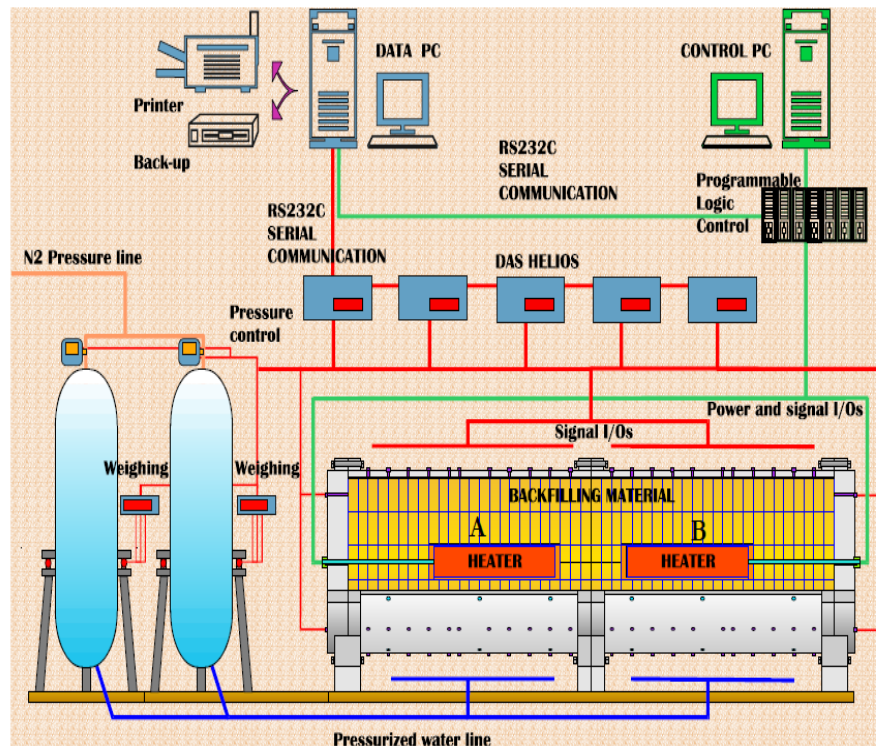 DATA PC
CONTROL PC
Printer
Back-up
RS232C
SERIAL
COMMUNICATION
Programmable
Logic
Control
RS232C
SERIAL
COMMUNICATION
N2 Pressure line
DAS HELIOS
Pressure
control
Power and signal I/Os
Signal I/Os
Weighing
Weighing
BACKFILLING MATERIAL
A
B
HEATER
HEATER
Pressurized water line